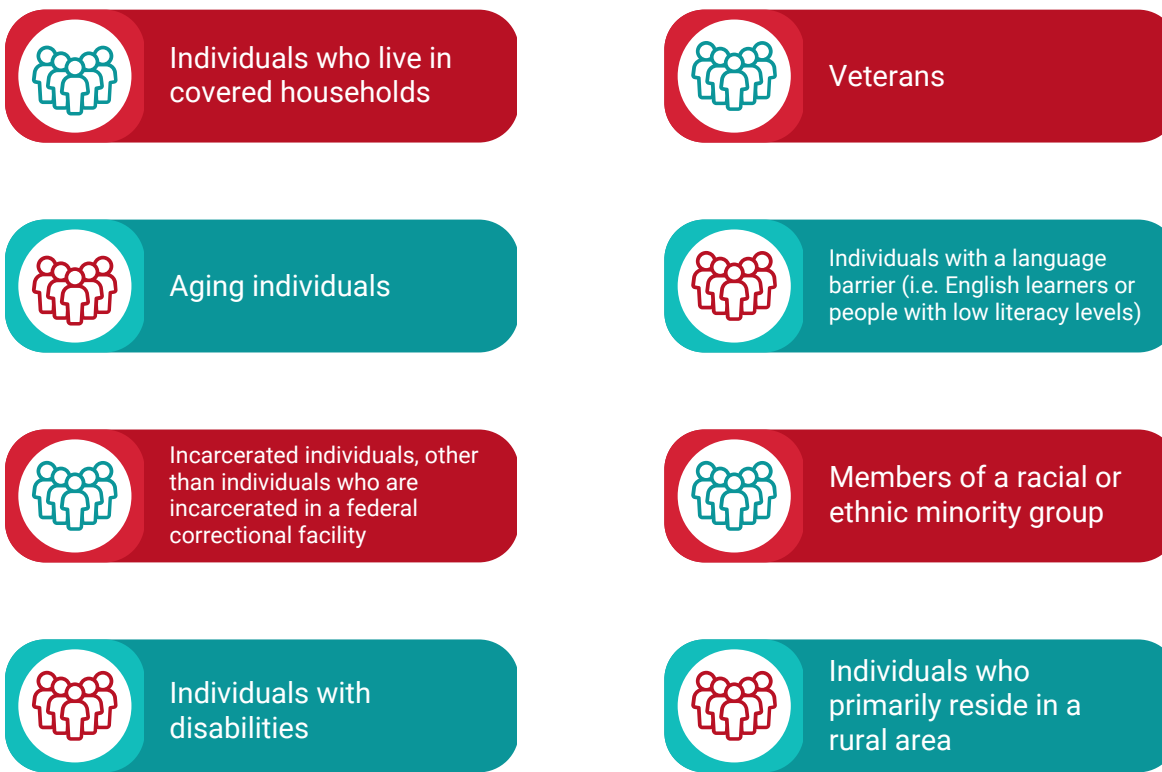 Individuals who live in
covered households
Veterans
Aging individuals
Individuals with a language
barrier (i.e. English learners or
people with low literacy levels)
Incarcerated individuals, other
than individuals who are
incarcerated in a federal
correctional facility
Members of a racial or
ethnic minority group
Individuals with
disabilities
Individuals who
primarily reside in a
rural area